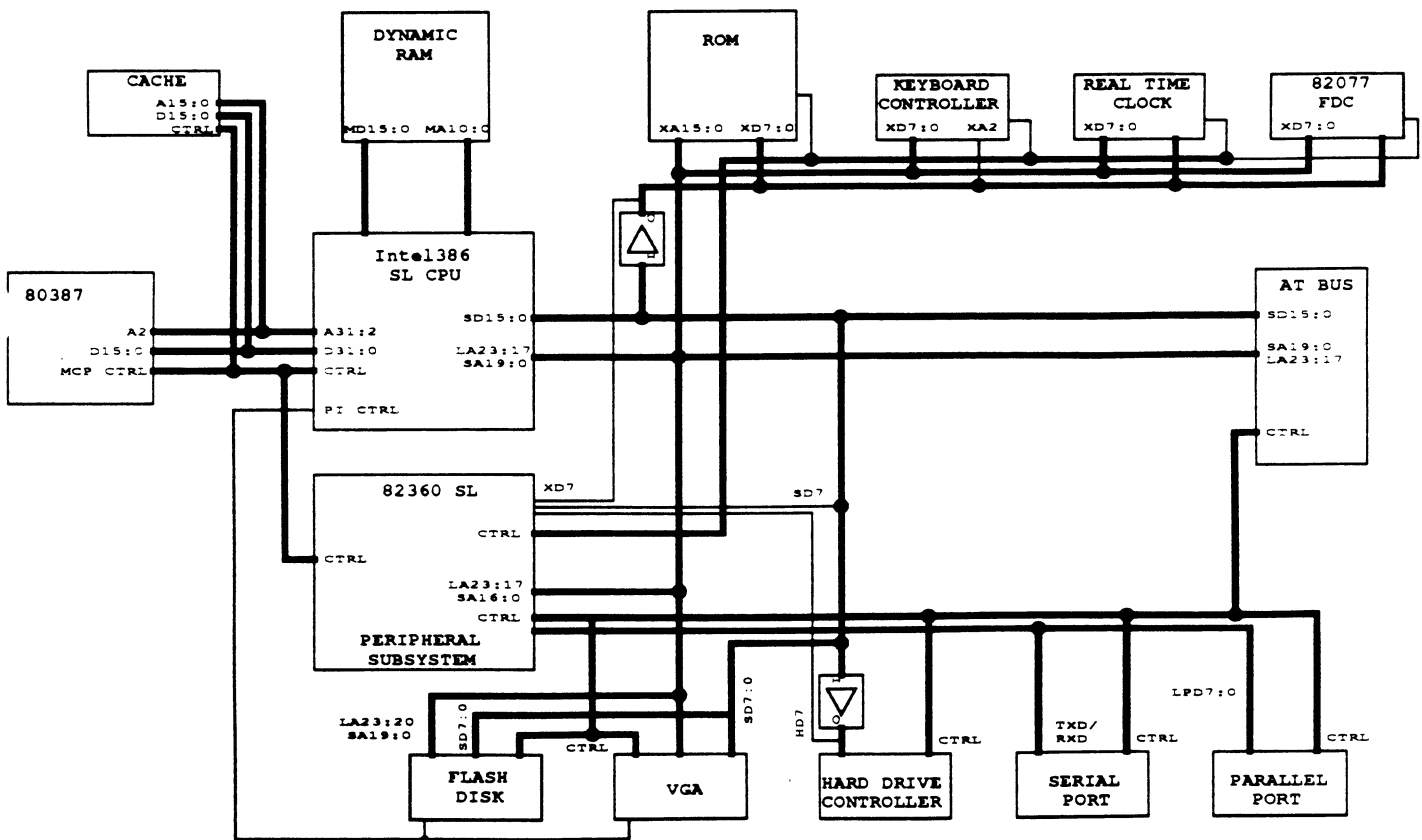 DYNAMIC
RAM
MD15:0 MA10:0
ROM
XA15:0 XD7:0
CACHE
A15:0
D15:0
CTRL
KEYBOARD
CONTROLLER
XD7:0 XA2
REAL TIME
CLOCK
XD7:0
82077
FDC
XD7:0
Intel386
SL CPU
A31:2
D31:0
CTRL
PI CTRL
SD15:0
LA23:17
SA19:0
80387
A2
D15:0
MCP CTRL
O
I
AT BUS
SD15:0
SA19:0
LA23:17
CTRL
82360 SL
CTRL
CTRL
LA23:17
SA16:0
CTRL
PERIPHERAL
SUBSYSTEM
XD7
SD7
LA23:20
SA19:0
SD7:0
CTRL
SD7:0
HD7
I
O
CTRL
TXD/
RXD
CTRL
LPD7:0
CTRL
FLASH
DISK
VGA
HARD DRIVE
CONTROLLER
SERIAL
PORT
PARALLEL
PORT